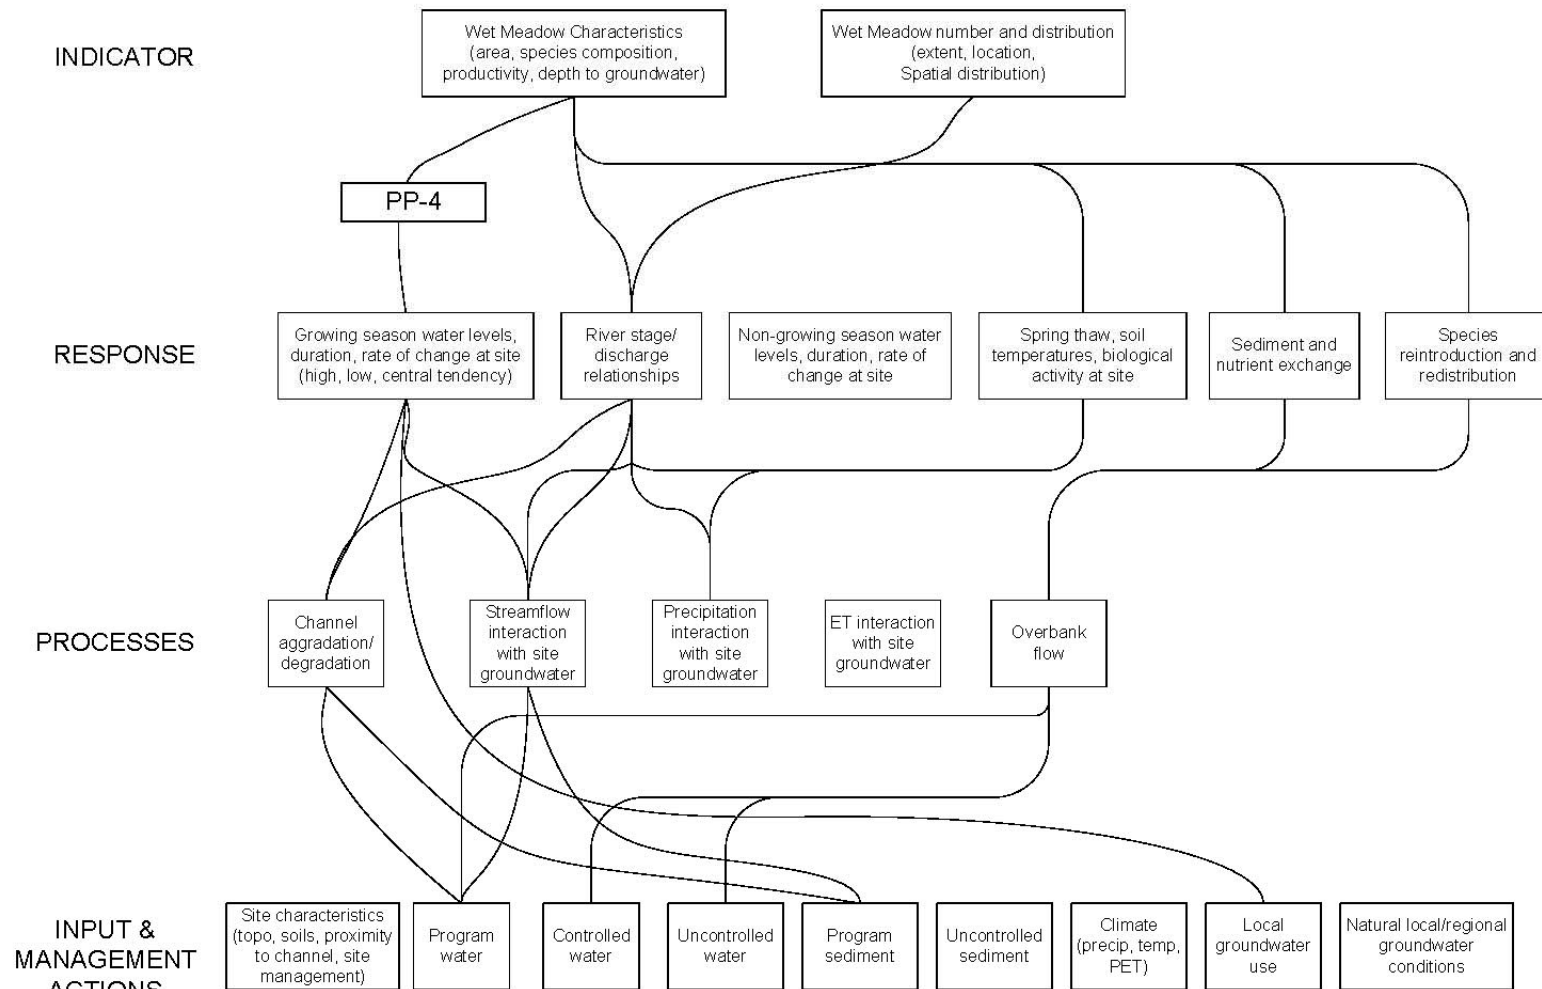 INDICATOR
Wet Meadow Characteristics
(area, species composition,
productivity, depth to groundwater)
Wet Meadow number and distribution
(extent, location,
Spatial distribution)
PP-4
RESPONSE
Growing season water levels,
duration, rate of change at site
(high, low, central tendency)
River stage/
discharge
relationships
Non-growing season water
levels, duration, rate of
change at site
Spring thaw, soil
temperatures, biological
activity at site
Sediment and
nutrient exchange
Species
reintroduction and
redistribution
PROCESSES
Channel
aggradation/
degradation
Streamflow
interaction
with site
groundwater
Precipitation
interaction
with site
groundwater
ET interaction
with site
groundwater
Overbank
flow
INPUT &
MANAGEMENT
ACTIONS
Site characteristics
(topo, soils, proximity
to channel, site
management)
Program
water
Controlled
water
Uncontrolled
water
Program
sediment
Uncontrolled
sediment
Climate
(precip, temp,
PET)
Local
groundwater
use
Natural local/regional
groundwater
conditions